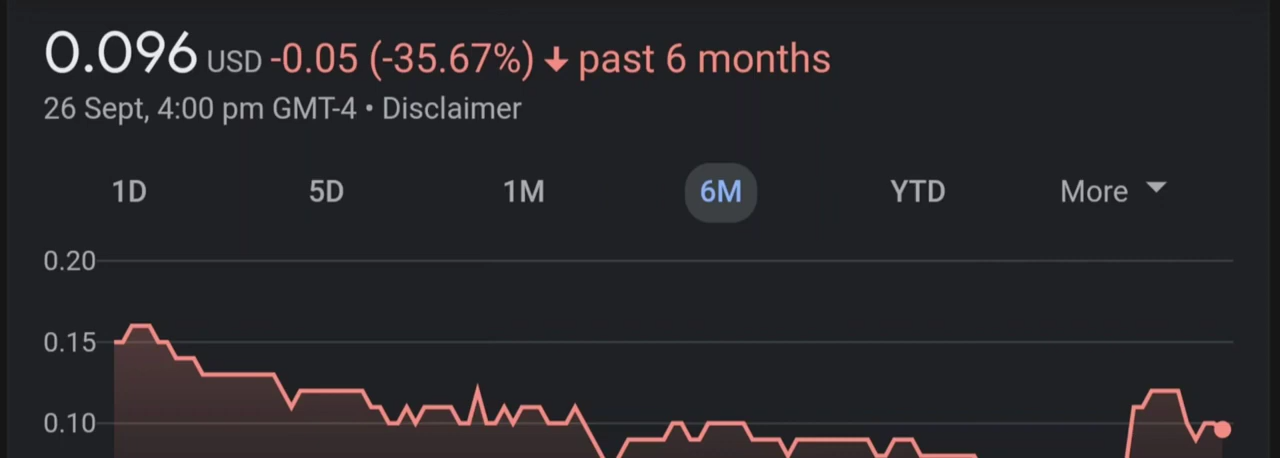 0.096 USD -0.05 (-35.67%) ↓ past 6 months
26 Sept, 4:00 pm GMT-4 • Disclaimer
1D 5D 1M 6M YTD More
0.20
0.15
0.10